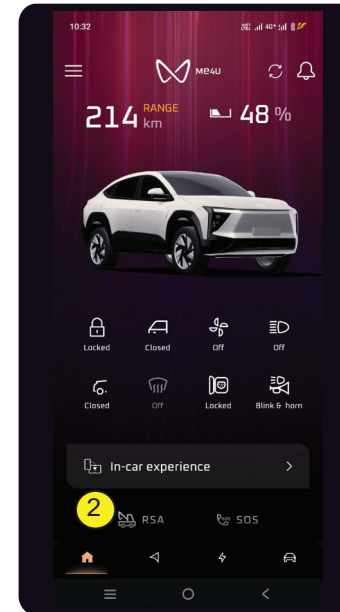 10:32
4G+
Me4U
214 RANGE km
48 %
Locked Closed Off Off
Closed Off Locked Blink & horn
In-car experience
2 RSA SOS